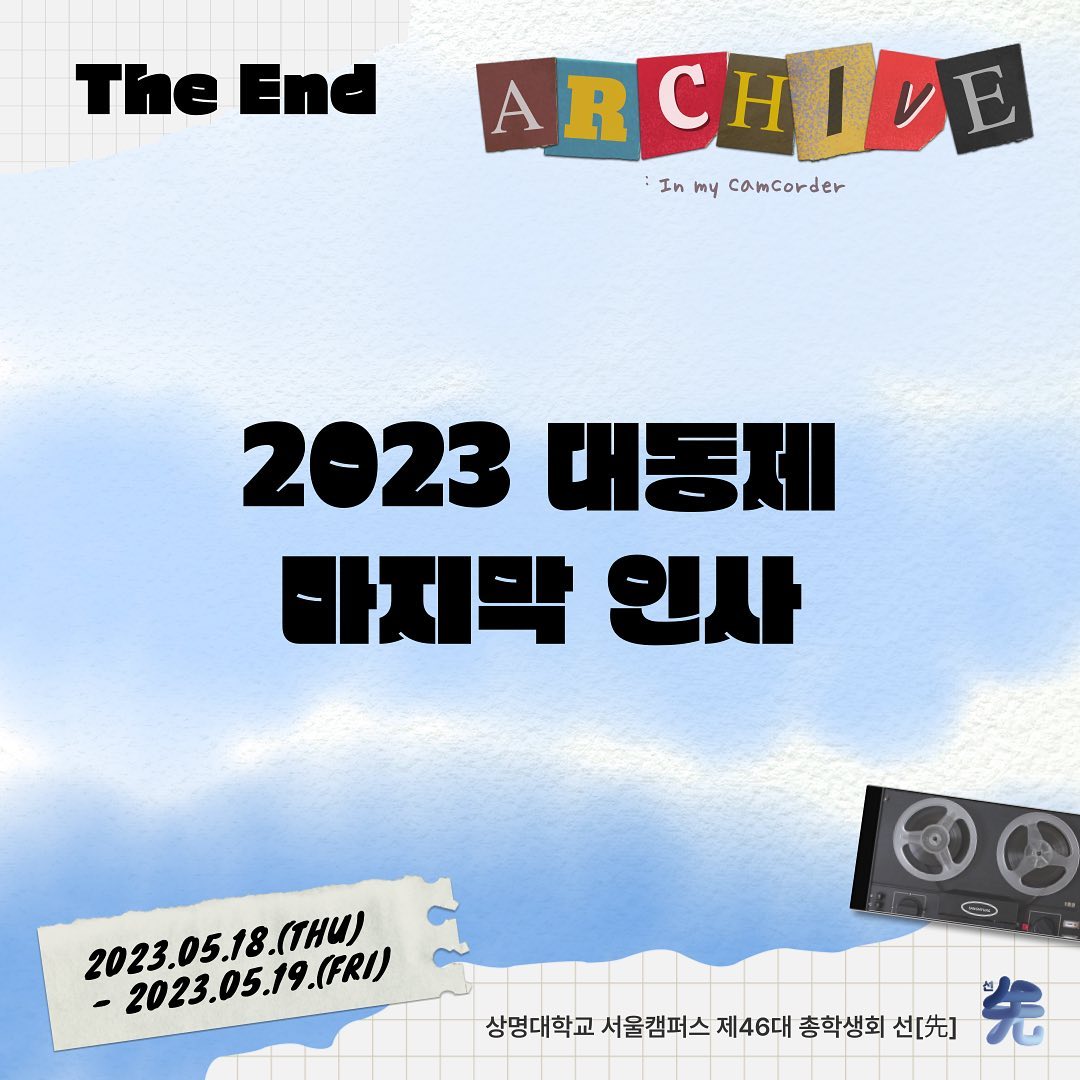 The End
ARCHIVE
: In my camcorder
2023 대동제
마지막 인사
2023.05.18.(THU)
- 2023.05.19.(FRI)
상명대학교 서울캠퍼스 제46대 총학생회 선[先]
선
先